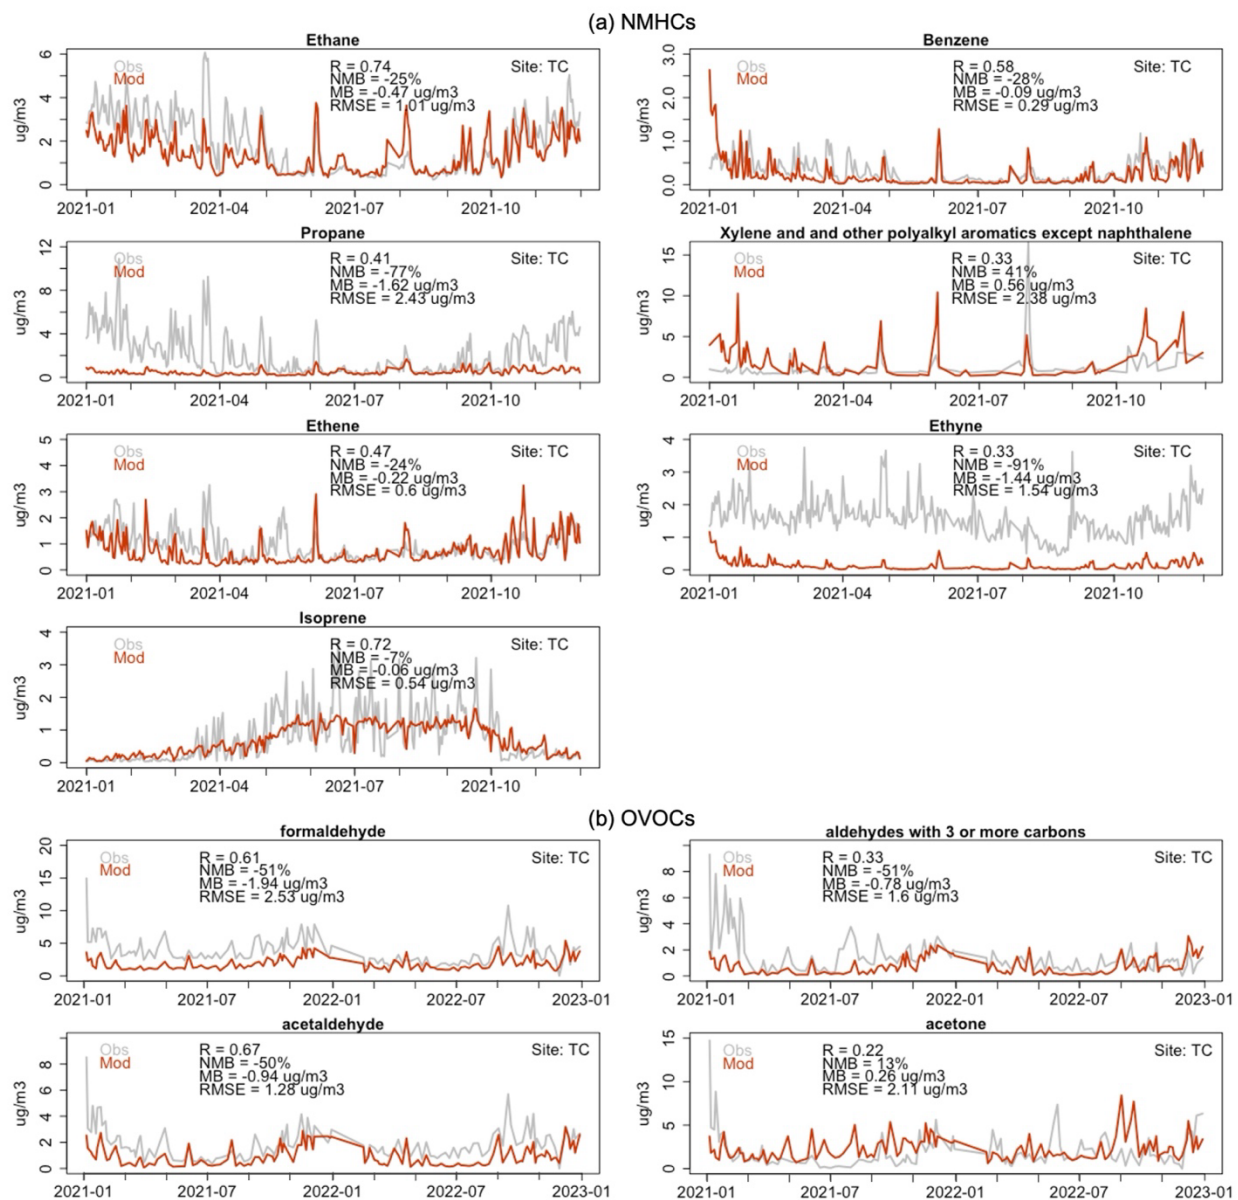 (a) NMHCs
Ethane
ug/m3
6
4
2
0
Obs
Mod
R = 0.74
NMB = -25%
MB = -0.47 ug/m3
RMSE = 1.01 ug/m3
Site: TC
2021-01 2021-04 2021-07 2021-10
Benzene
ug/m3
3.0
2.0
1.0
0.0
Obs
Mod
R = 0.58
NMB = -28%
MB = -0.09 ug/m3
RMSE = 0.29 ug/m3
Site: TC
2021-01 2021-04 2021-07 2021-10
Propane
ug/m3
12
8
4
0
Obs
Mod
R = 0.41
NMB = -77%
MB = -1.62 ug/m3
RMSE = 2.43 ug/m3
Site: TC
2021-01 2021-04 2021-07 2021-10
Xylene and and other polyalkyl aromatics except naphthalene
ug/m3
15
10
5
0
Obs
Mod
R = 0.33
NMB = 41%
MB = 0.56 ug/m3
RMSE = 2.38 ug/m3
Site: TC
2021-01 2021-04 2021-07 2021-10
Ethene
ug/m3
5
4
3
2
1
0
Obs
Mod
R = 0.47
NMB = -24%
MB = -0.22 ug/m3
RMSE = 0.6 ug/m3
Site: TC
2021-01 2021-04 2021-07 2021-10
Ethyne
ug/m3
4
3
2
1
0
Obs
Mod
R = 0.33
NMB = -91%
MB = -1.44 ug/m3
RMSE = 1.54 ug/m3
Site: TC
2021-01 2021-04 2021-07 2021-10
Isoprene
ug/m3
4
3
2
1
0
Obs
Mod
R = 0.72
NMB = -7%
MB = -0.06 ug/m3
RMSE = 0.54 ug/m3
Site: TC
2021-01 2021-04 2021-07 2021-10
(b) OVOCs
formaldehyde
ug/m3
20
15
10
5
0
Obs
Mod
R = 0.61
NMB = -51%
MB = -1.94 ug/m3
RMSE = 2.53 ug/m3
Site: TC
2021-01 2021-07 2022-01 2022-07 2023-01
aldehydes with 3 or more carbons
ug/m3
8
6
4
2
0
Obs
Mod
R = 0.33
NMB = -51%
MB = -0.78 ug/m3
RMSE = 1.6 ug/m3
Site: TC
2021-01 2021-07 2022-01 2022-07 2023-01
acetaldehyde
ug/m3
8
6
4
2
0
Obs
Mod
R = 0.67
NMB = -50%
MB = -0.94 ug/m3
RMSE = 1.28 ug/m3
Site: TC
2021-01 2021-07 2022-01 2022-07 2023-01
acetone
ug/m3
15
10
5
0
Obs
Mod
R = 0.22
NMB = 13%
MB = 0.26 ug/m3
RMSE = 2.11 ug/m3
Site: TC
2021-01 2021-07 2022-01 2022-07 2023-01